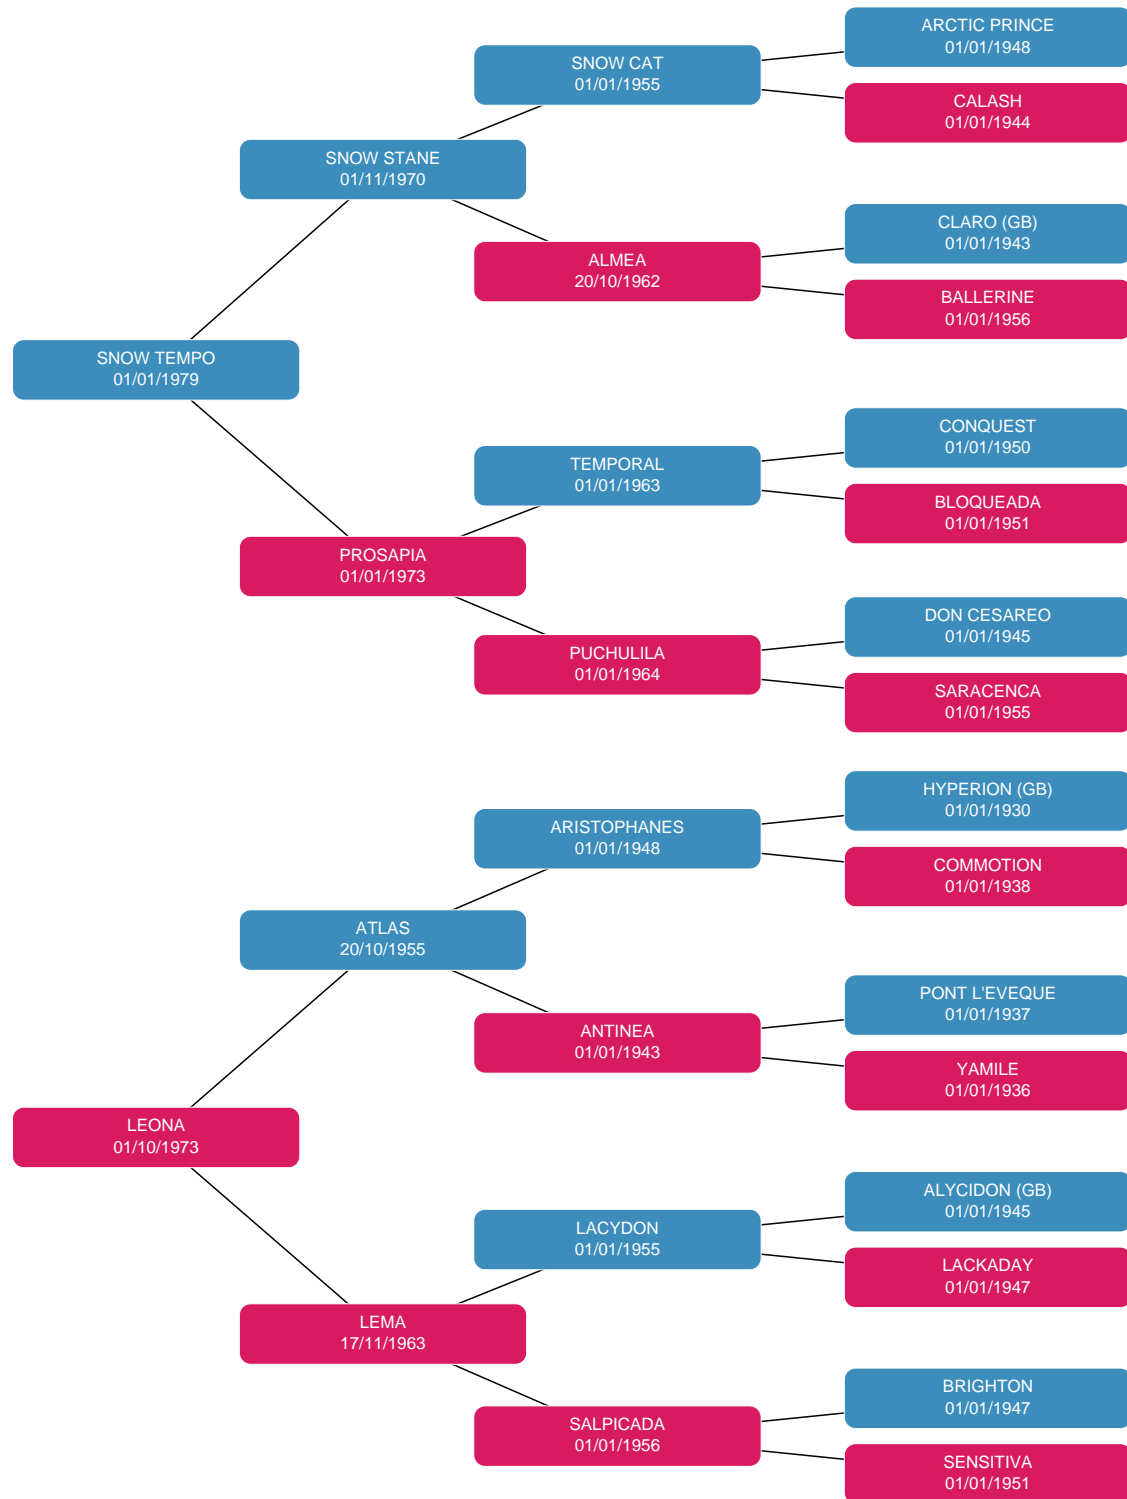 ARCTIC PRINCE
01/01/1948
SNOW CAT
01/01/1955
CALASH
01/01/1944
SNOW STANE
01/11/1970
CLARO (GB)
01/01/1943
ALMEA
20/10/1962
BALLERINE
01/01/1956
SNOW TEMPO
01/01/1979
CONQUEST
01/01/1950
TEMPORAL
01/01/1963
BLOQUEADA
01/01/1951
PROSAPIA
01/01/1973
DON CESAREO
01/01/1945
PUCHULILA
01/01/1964
SARACENCA
01/01/1955
HYPERION (GB)
01/01/1930
ARISTOPHANES
01/01/1948
COMMOTION
01/01/1938
ATLAS
20/10/1955
PONT L'EVEQUE
01/01/1937
ANTINEA
01/01/1943
YAMILE
01/01/1936
LEONA
01/10/1973
ALYCIDON (GB)
01/01/1945
LACYDON
01/01/1955
LACKADAY
01/01/1947
LEMA
17/11/1963
BRIGHTON
01/01/1947
SALPICADA
01/01/1956
SENSITIVA
01/01/1951